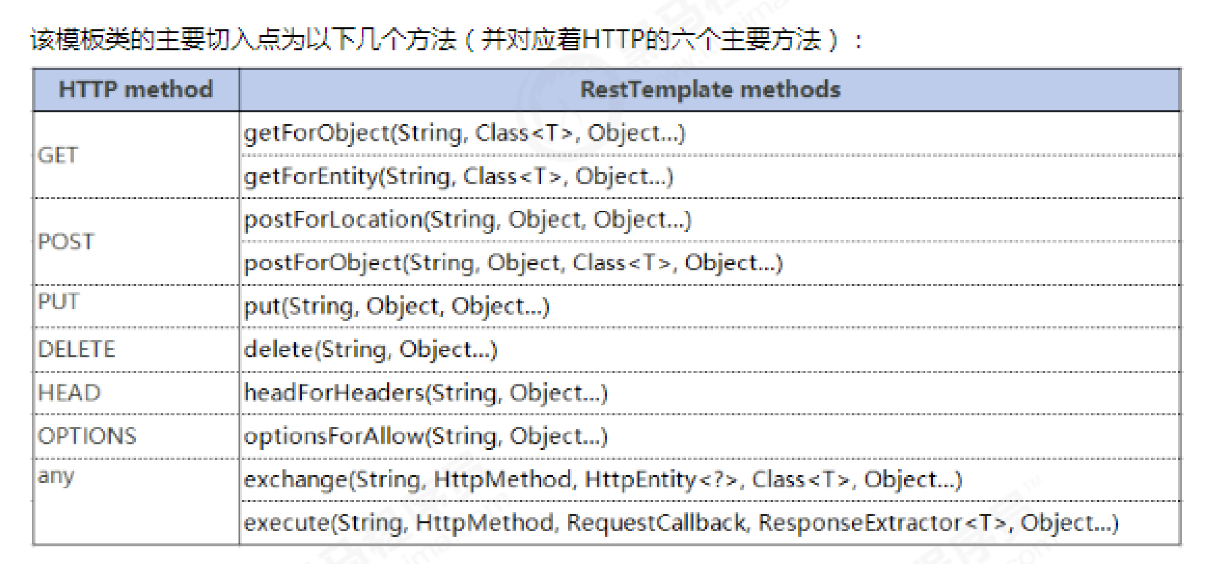 该模板类的主要切入点为以下几个方法（并对应着HTTP的六个主要方法）：
HTTP method RestTemplate methods
GET getForObject(String, Class<T>, Object...)
getForEntity(String, Class<T>, Object...)
POST postForLocation(String, Object, Object...)
postForObject(String, Object, Class<T>, Object...)
PUT put(String, Object, Object...)
DELETE delete(String, Object...)
HEAD headForHeaders(String, Object...)
OPTIONS optionsForAllow(String, Object...)
any exchange(String, HttpMethod, HttpEntity<?>, Class<T>, Object...)
execute(String, HttpMethod, RequestCallback, ResponseExtractor<T>, Object...)